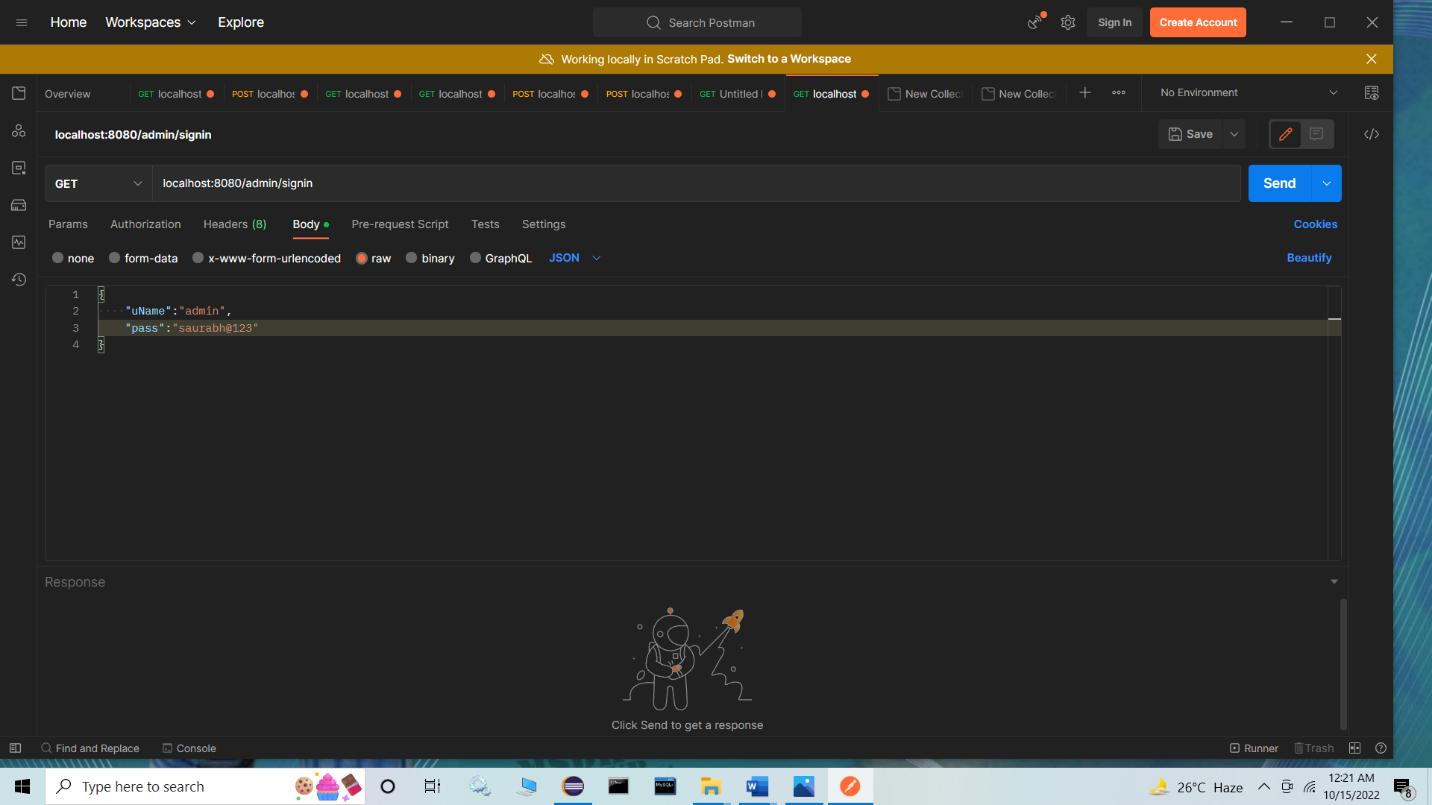 Home Workspaces Explore Search Postman Sign In Create Account
Working locally in Scratch Pad. Switch to a Workspace
Overview GET localhost POST localhos GET localhost GET localhost POST localhos POST localhos GET Untitled GET localhost New Collec New Collec No Environment
localhost:8080/admin/signin Save
GET localhost:8080/admin/signin Send
Params Authorization Headers (8) Body Pre-request Script Tests Settings Cookies
none form-data x-www-form-urlencoded raw binary GraphQL JSON Beautify
1 {
2 "uName":"admin",
3 "pass":"saurabh@123"
4 }
Response
Click Send to get a response
Find and Replace Console Runner Trash
Type here to search MySQL W 26°C Haze 12:21 AM
10/15/2022 8